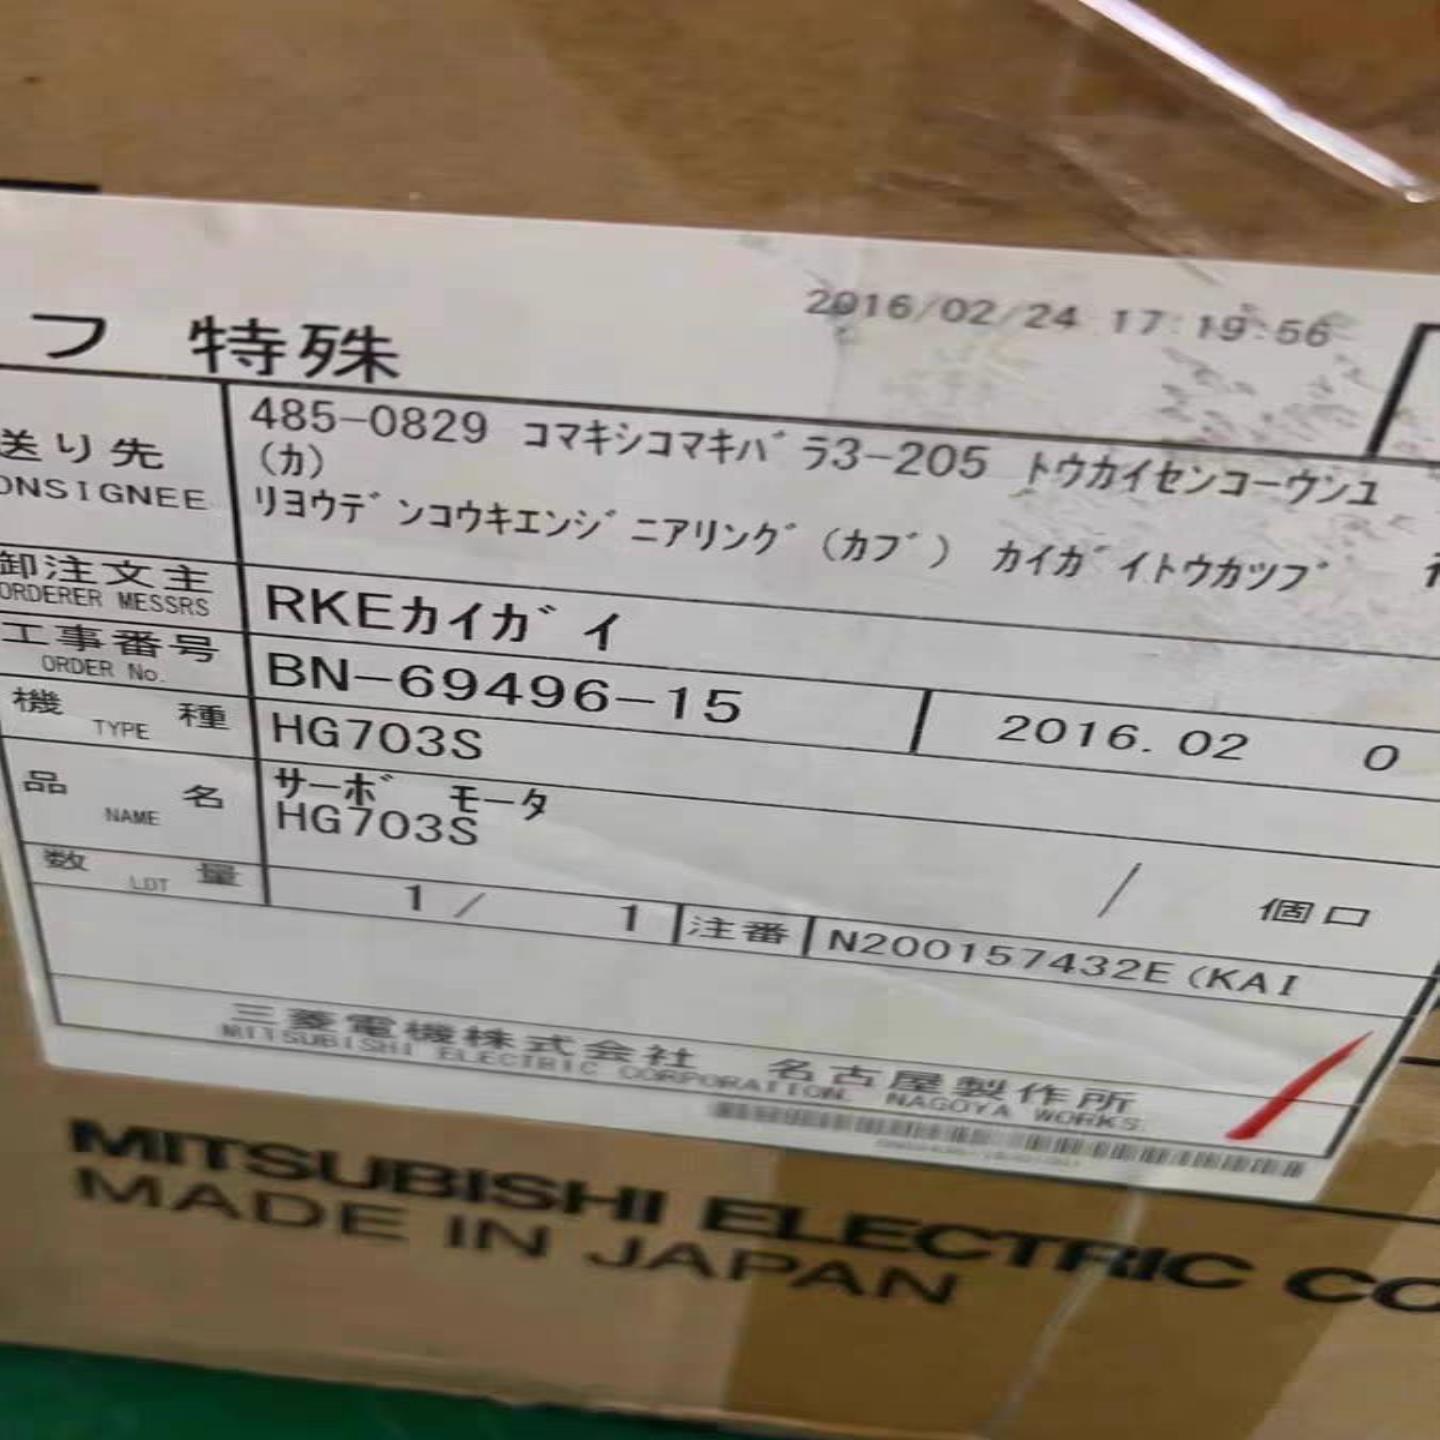 2016/02/24 17:19:56
フ 特殊
送り先
485-0829 コマキシコマキバラ3-205 トウカイセンコーウンユ
(カ)
ONSIGNEE
リヨウデンコウキエンジニアリング(カブ) カイガイトウカツブ
御注文主
ORDERER MESSRS
RKEカイガイ
工事番号
ORDER No.
BN-69496-15 2016.02 0
機 種
TYPE
HG703S
品 名
NAME
サーボ モータ
HG703S
/ 個口
数 量
LOT
1/ 1 注番 N200157432E(KAI
三菱電機株式会社 名古屋製作所
MITSUBISHI ELECTRIC CORPORATION. NAGOYA WORKS.
MITSUBISHI ELECTRIC CO
MADE IN JAPAN